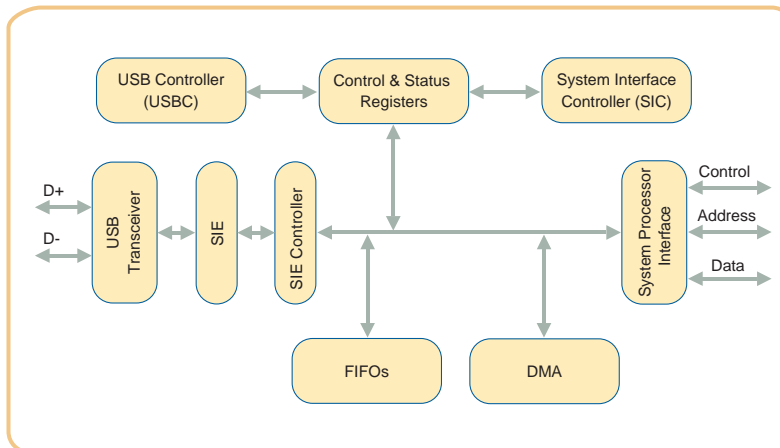 USB Controller
(USBC)
Control & Status
Registers
System Interface
Controller (SIC)
D+
D-
USB
Transceiver
SIE
SIE Controller
System Processor
Interface
Control
Address
Data
FIFOs
DMA